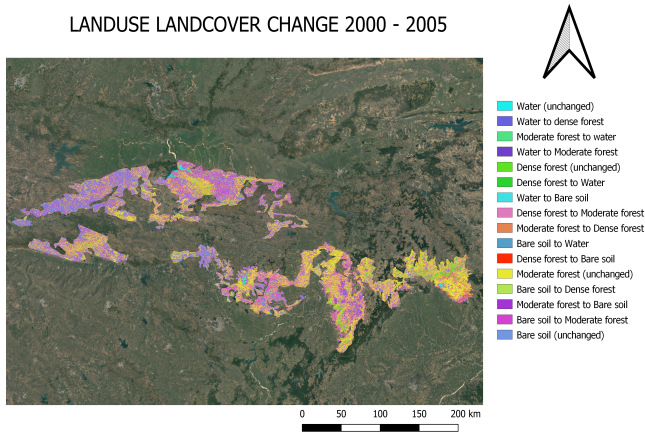 LANDUSE LANDCOVER CHANGE 2000 - 2005
Water (unchanged)
Water to dense forest
Moderate forest to water
Water to Moderate forest
Dense forest (unchanged)
Dense forest to Water
Water to Bare soil
Dense forest to Moderate forest
Moderate forest to Dense forest
Bare soil to Water
Dense forest to Bare soil
Moderate forest (unchanged)
Bare soil to Dense forest
Moderate forest to Bare soil
Bare soil to Moderate forest
Bare soil (unchanged)
0 50 100 150 200 km